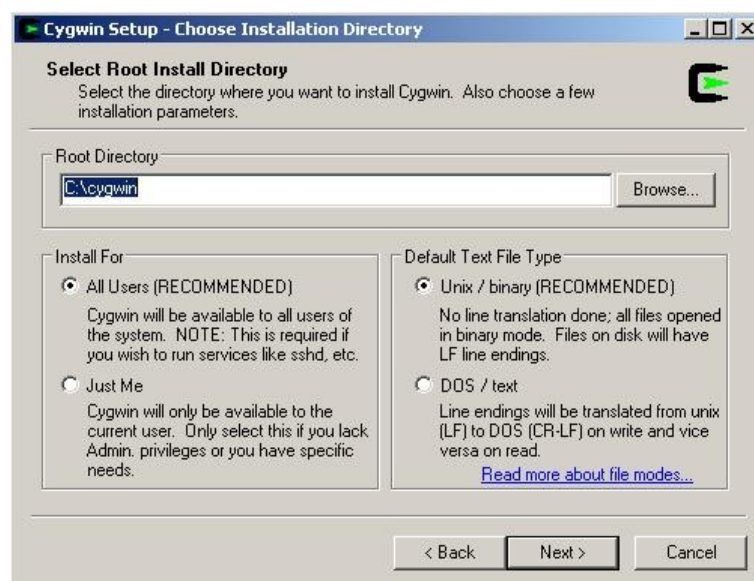 Cygwin Setup - Choose Installation Directory
Select Root Install Directory
Select the directory where you want to install Cygwin.  Also choose a few
installation parameters.
Root Directory
C:\cygwin
Browse...
Install For
All Users (RECOMMENDED)
Cygwin will be available to all users of
the system.  NOTE: This is required if
you wish to run services like sshd, etc.
Just Me
Cygwin will only be available to the
current user.  Only select this if you lack
Admin. privileges or you have specific
needs.
Default Text File Type
Unix / binary (RECOMMENDED)
No line translation done; all files opened
in binary mode.  Files on disk will have
LF line endings.
DOS / text
Line endings will be translated from unix
(LF) to DOS (CR-LF) on write and vice
versa on read.
Read more about file modes...
< Back
Next >
Cancel